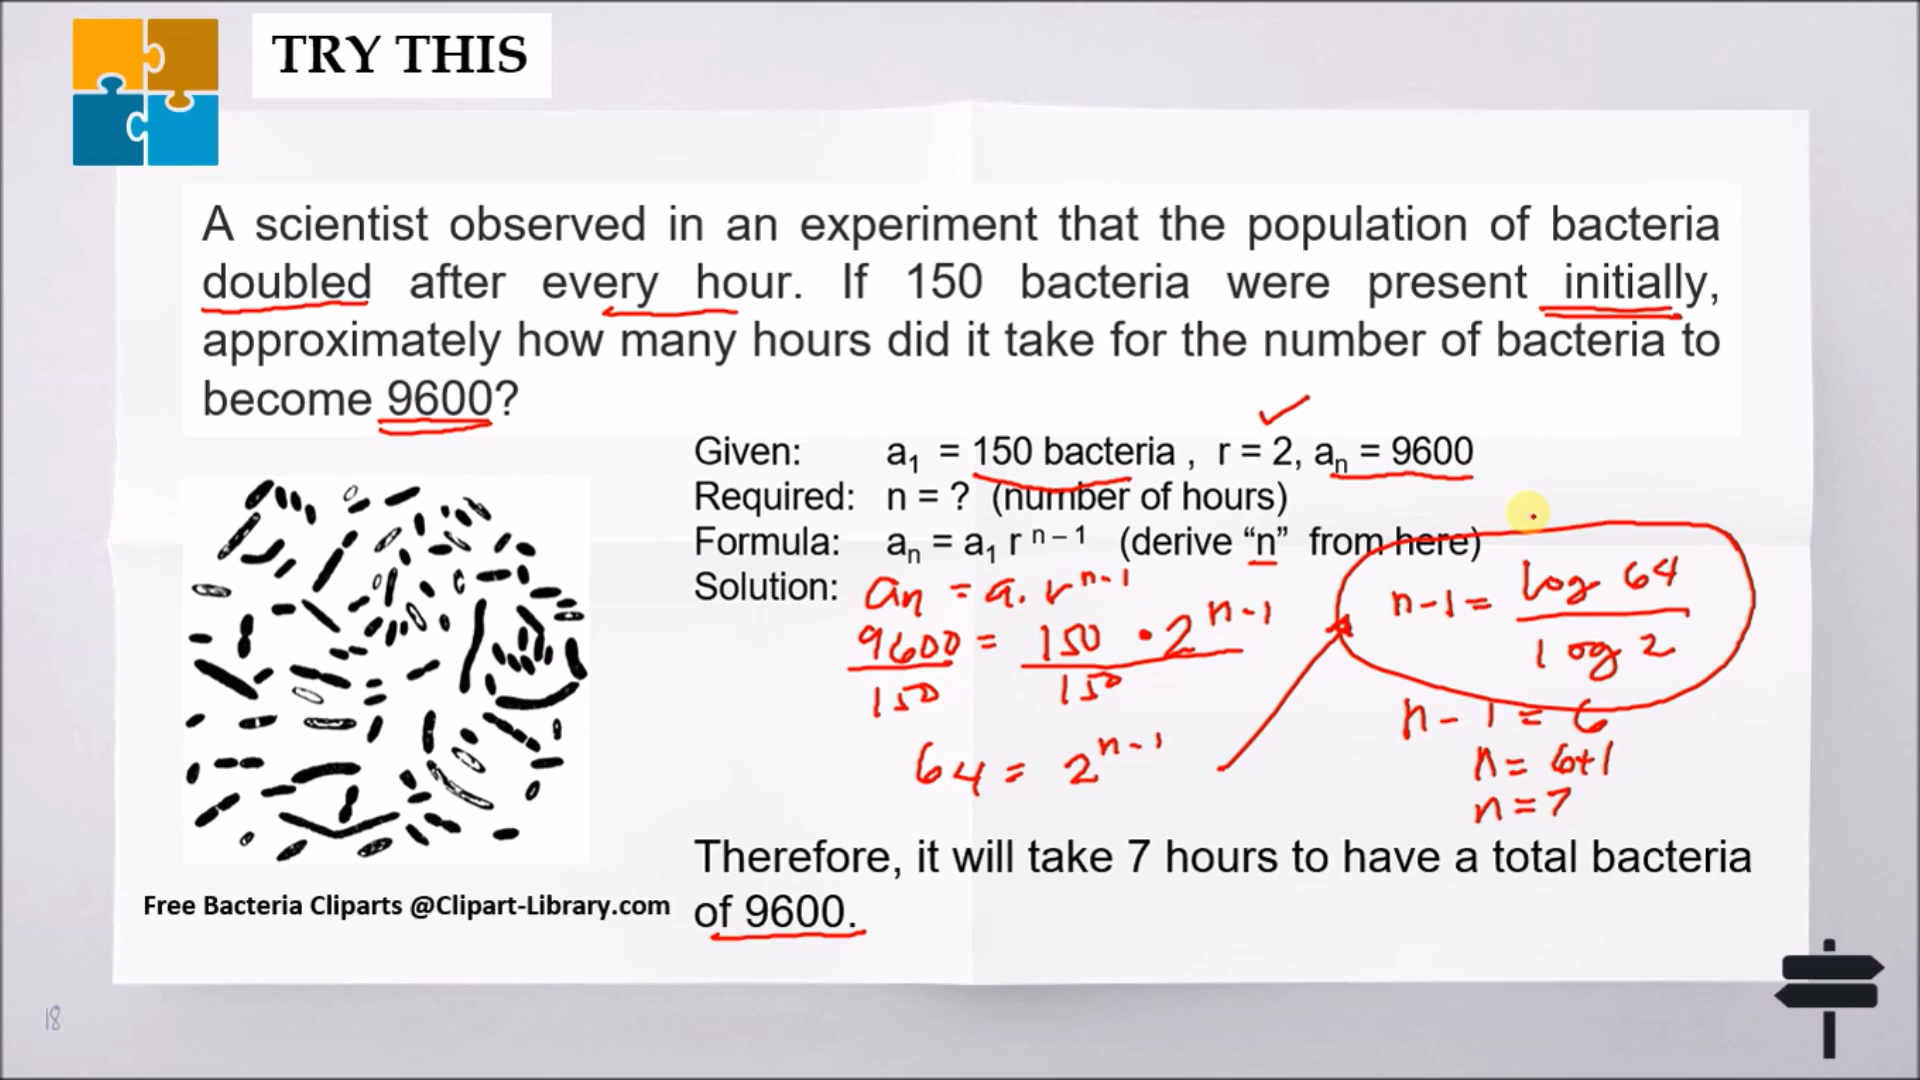 TRY THIS
A scientist observed in an experiment that the population of bacteria
doubled after every hour. If 150 bacteria were present initially,
approximately how many hours did it take for the number of bacteria to
become 9600?
Given: a₁ = 150 bacteria , r = 2, aₙ = 9600
Required: n = ? (number of hours)
Formula: aₙ = a₁ r ⁿ ⁻ ¹ (derive “n” from here)
Solution: an = a₁ rⁿ⁻¹
9600 = 150 • 2ⁿ⁻¹
150 150
64 = 2ⁿ⁻¹
n-1 = log 64
log 2
n - 1 = 6
n = 6+1
n = 7
Therefore, it will take 7 hours to have a total bacteria
of 9600.
Free Bacteria Cliparts @Clipart-Library.com
18